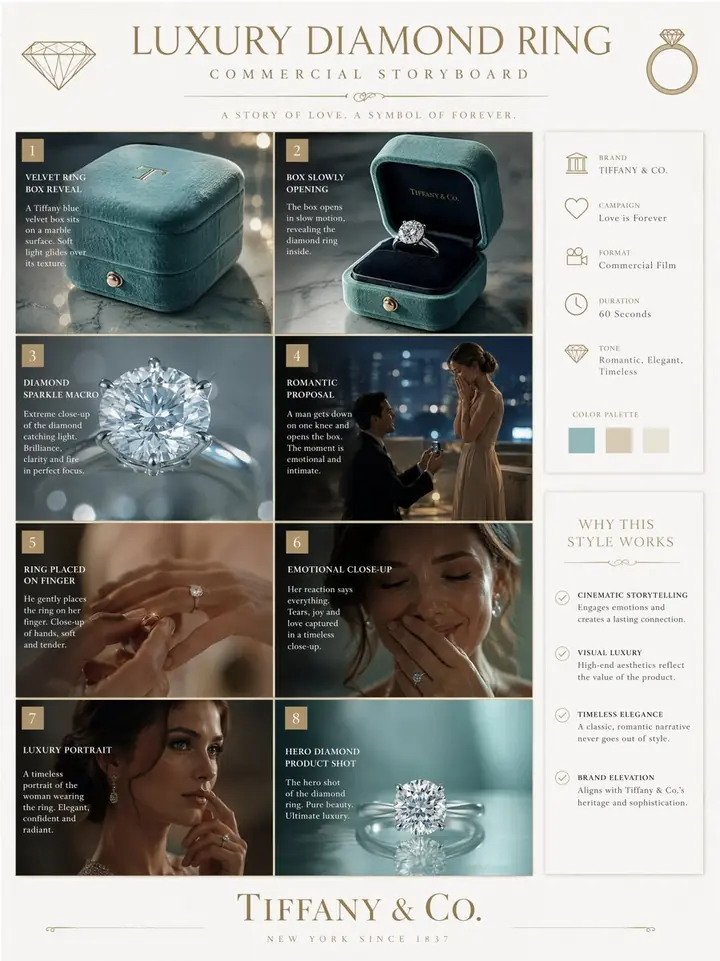 LUXURY DIAMOND RING
COMMERCIAL STORYBOARD
A STORY OF LOVE. A SYMBOL OF FOREVER.
1
VELVET RING
BOX REVEAL
A Tiffany blue
velvet box sits
on a marble
surface. Soft
light glides over
its texture.
T
2
BOX SLOWLY
OPENING
The box opens
in slow motion,
revealing the
diamond ring
inside.
TIFFANY & CO.
3
DIAMOND
SPARKLE MACRO
Extreme close-up
of the diamond
catching light.
Brilliance,
clarity and fire
in perfect focus.
4
ROMANTIC
PROPOSAL
A man gets down
on one knee and
opens the box.
The moment is
emotional and
intimate.
5
RING PLACED
ON FINGER
He gently places
the ring on her
finger. Close-up
of hands, soft
and tender.
6
EMOTIONAL CLOSE-UP
Her reaction says
everything.
Tears, joy and
love captured
in a timeless
close-up.
7
LUXURY PORTRAIT
A timeless
portrait of the
woman wearing
the ring. Elegant,
confident and
radiant.
8
HERO DIAMOND
PRODUCT SHOT
The hero shot
of the diamond
ring. Pure beauty.
Ultimate luxury.
BRAND
TIFFANY & CO.
CAMPAIGN
Love is Forever
FORMAT
Commercial Film
DURATION
60 Seconds
TONE
Romantic, Elegant,
Timeless
COLOR PALETTE
WHY THIS
STYLE WORKS
CINEMATIC STORYTELLING
Engages emotions and
creates a lasting connection.
VISUAL LUXURY
High-end aesthetics reflect
the value of the product.
TIMELESS ELEGANCE
A classic, romantic narrative
never goes out of style.
BRAND ELEVATION
Aligns with Tiffany & Co.'s
heritage and sophistication.
TIFFANY & CO.
NEW YORK SINCE 1837